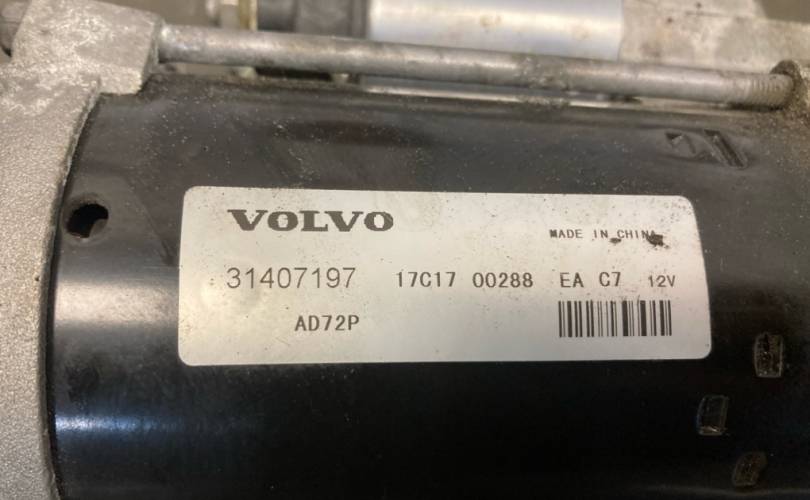 VOLVO
MADE IN CHINA
31407197 17C17 00288 EA C7 12V
AD72P